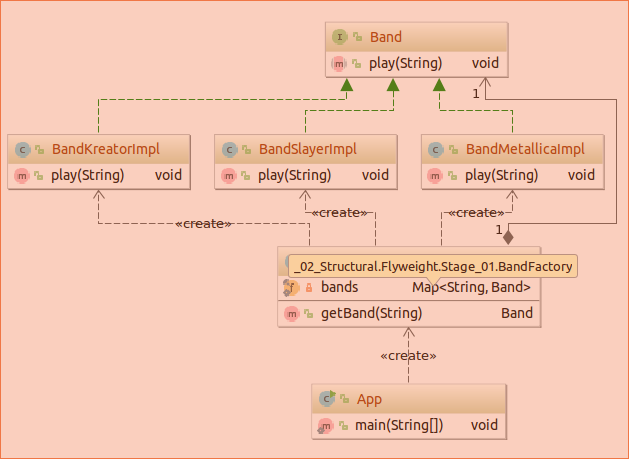 I Band
m play(String) void
1
C BandKreatorImpl
m play(String) void
C BandSlayerImpl
m play(String) void
C BandMetallicaImpl
m play(String) void
«create»
«create»
«create»
1
_02_Structural.Flyweight.Stage_01.BandFactory
f bands Map<String, Band>
m getBand(String) Band
«create»
C App
m main(String[]) void